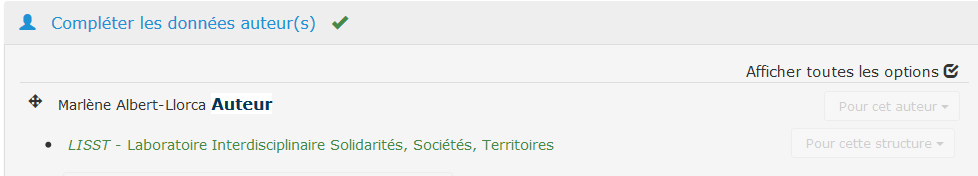 Compléter les données auteur(s)
Afficher toutes les options
Marlène Albert-Llorca Auteur
Pour cet auteur
LISST - Laboratoire Interdisciplinaire Solidarités, Sociétés, Territoires
Pour cette structure